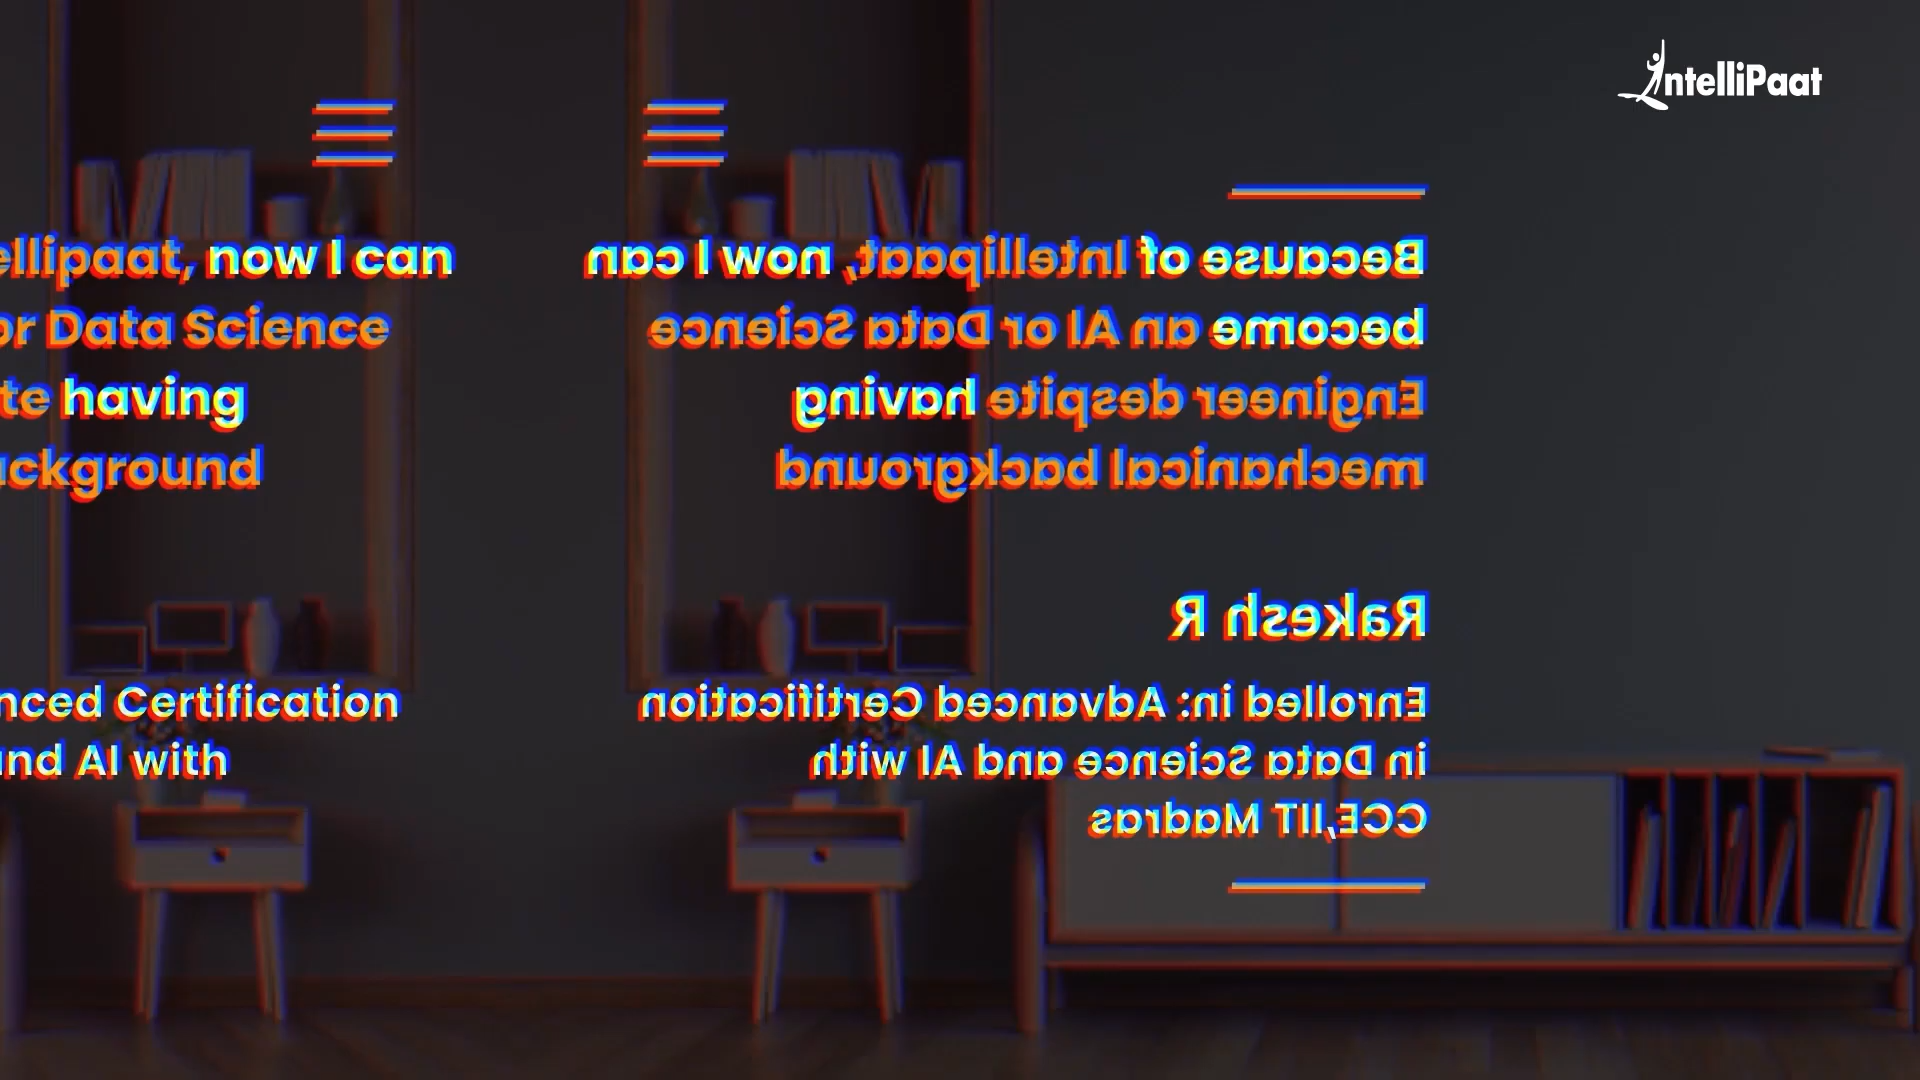 IntelliPaat
ellipaat, now I can
or Data Science
te having
ackground
nced Certification
and AI with
Because of Intellipaat, now I can
become an AI or Data Science
Engineer despite having
mechanical background
Rakesh R
Enrolled in: Advanced Certification
in Data Science and AI with
CCE,IIT Madras